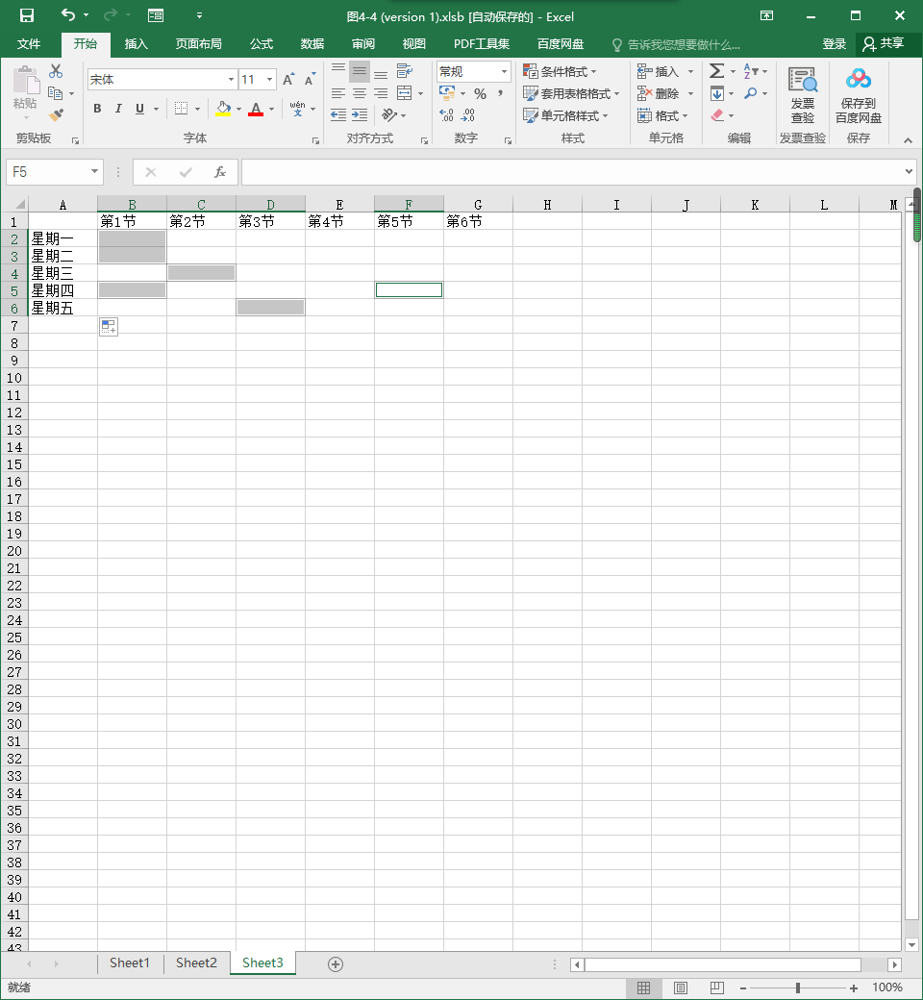 图4-4 (version 1).xlsb [自动保存的] - Excel
文件 开始 插入 页面布局 公式 数据 审阅 视图 PDF工具集 百度网盘 告诉我您想要做什么... 登录 共享
粘贴 宋体 11 常规 条件格式 插入 发票 保存到
B I U A wén 文 % , 套用表格格式 删除 查验 百度网盘
单元格样式 格式
剪贴板 字体 对齐方式 数字 样式 单元格 编辑 发票查验 保存
F5 fx
A B C D E F G H I J K L M
1 第1节 第2节 第3节 第4节 第5节 第6节
2 星期一
3 星期二
4 星期三
5 星期四
6 星期五
7
8
9
10
11
12
13
14
15
16
17
18
19
20
21
22
23
24
25
26
27
28
29
30
31
32
33
34
35
36
37
38
39
40
41
42
43
Sheet1 Sheet2 Sheet3
就绪 100%